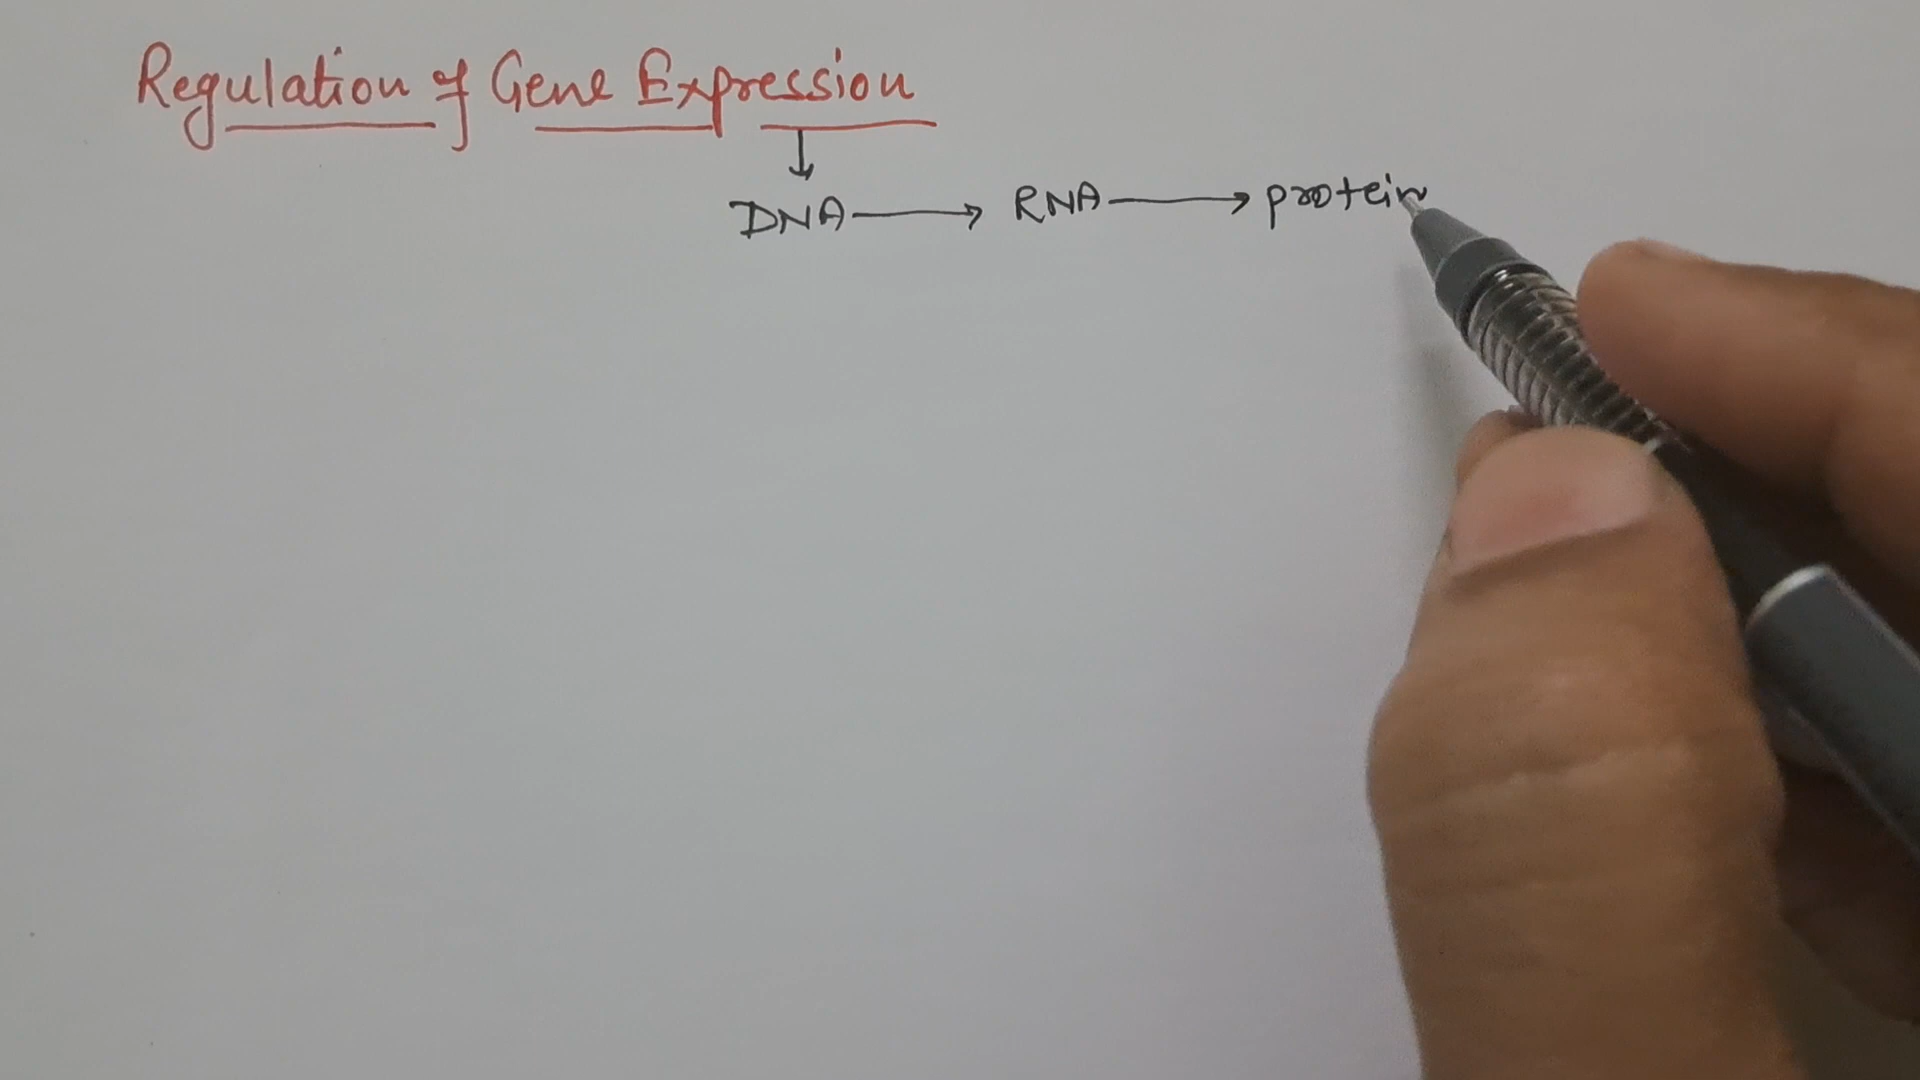 Regulation of Gene Expression
DNA → RNA → protein